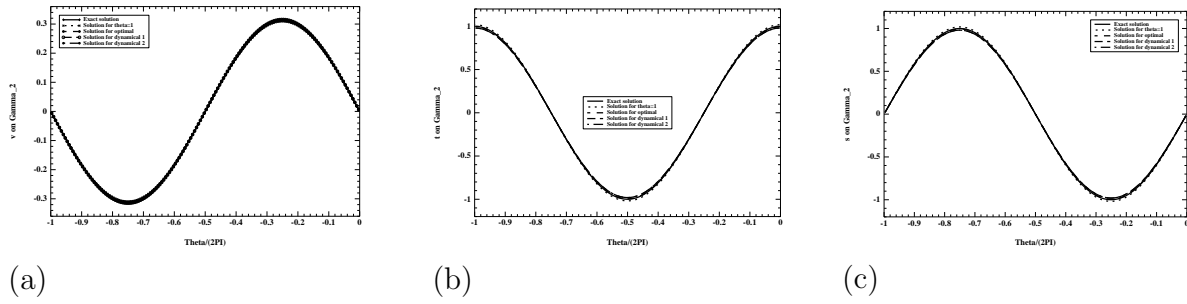 Exact solution
Solution for theta=1
Solution for optimal
Solution for dynamical 1
Solution for dynamical 2
v on Gamma_2
0.3
0.2
0.1
0
-0.1
-0.2
-0.3
-1 -0.9 -0.8 -0.7 -0.6 -0.5 -0.4 -0.3 -0.2 -0.1 0
Theta/(2PI)
(a)
Exact solution
Solution for theta=1
Solution for optimal
Solution for dynamical 1
Solution for dynamical 2
t on Gamma_2
1
0.5
0
-0.5
-1
-1 -0.9 -0.8 -0.7 -0.6 -0.5 -0.4 -0.3 -0.2 -0.1 0
Theta/(2PI)
(b)
Exact solution
Solution for theta=1
Solution for optimal
Solution for dynamical 1
Solution for dynamical 2
s on Gamma_2
1
0.5
0
-0.5
-1
-1 -0.9 -0.8 -0.7 -0.6 -0.5 -0.4 -0.3 -0.2 -0.1 0
Theta/(2PI)
(c)